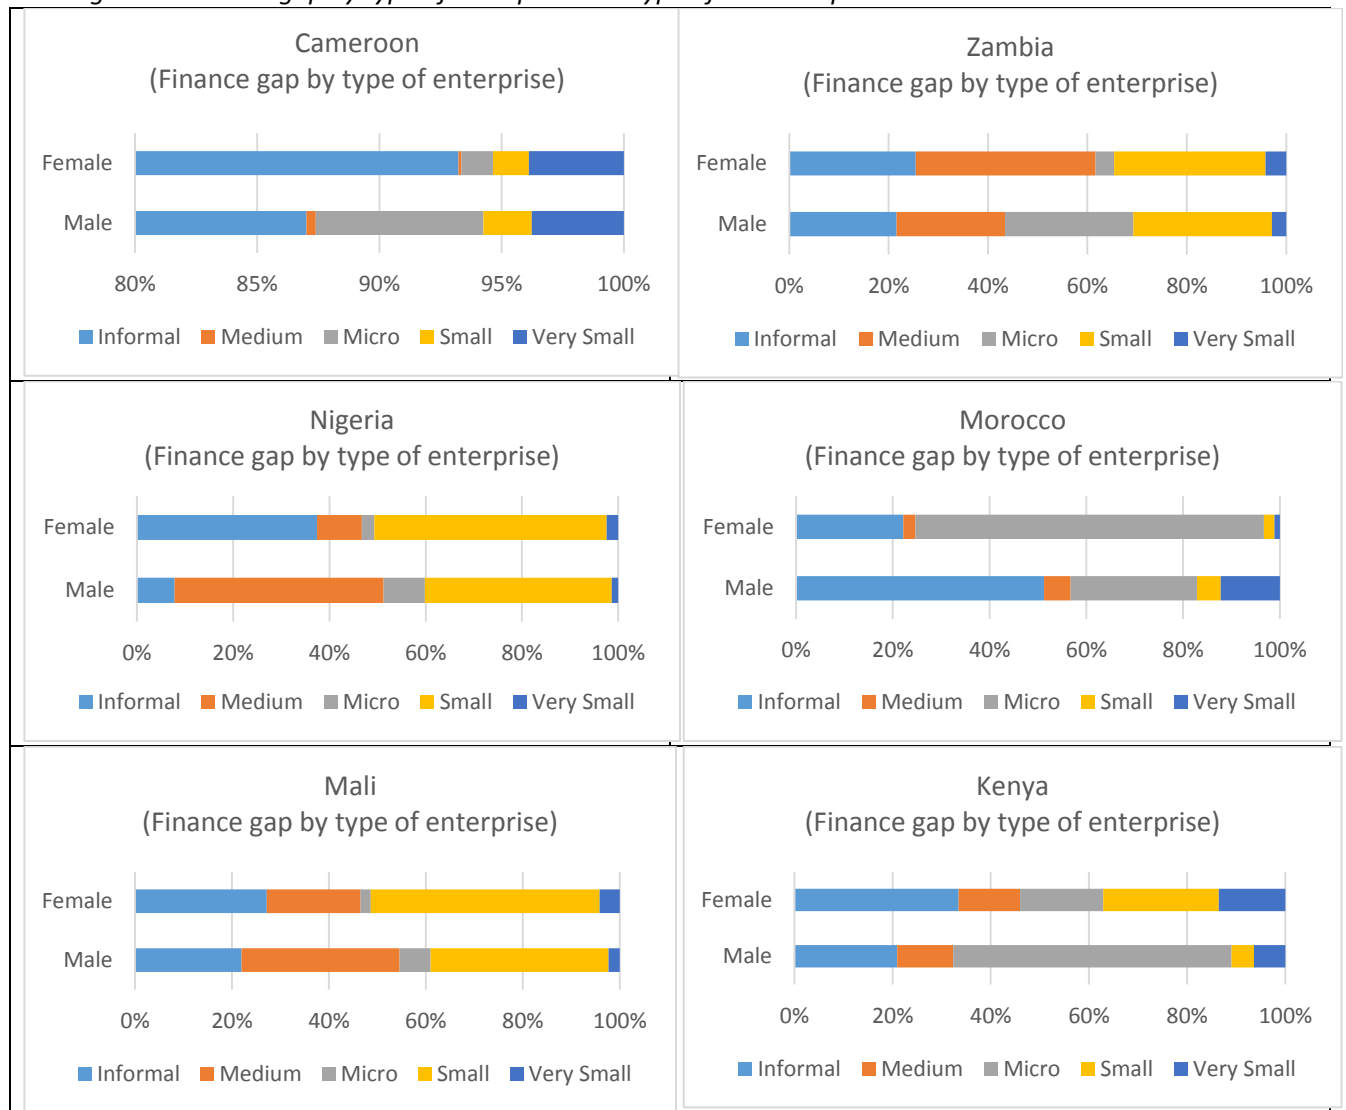 Cameroon
(Finance gap by type of enterprise)
Female
Male
80% 85% 90% 95% 100%
Informal Medium Micro Small Very Small
Zambia
(Finance gap by type of enterprise)
Female
Male
0% 20% 40% 60% 80% 100%
Informal Medium Micro Small Very Small
Nigeria
(Finance gap by type of enterprise)
Female
Male
0% 20% 40% 60% 80% 100%
Informal Medium Micro Small Very Small
Morocco
(Finance gap by type of enterprise)
Female
Male
0% 20% 40% 60% 80% 100%
Informal Medium Micro Small Very Small
Mali
(Finance gap by type of enterprise)
Female
Male
0% 20% 40% 60% 80% 100%
Informal Medium Micro Small Very Small
Kenya
(Finance gap by type of enterprise)
Female
Male
0% 20% 40% 60% 80% 100%
Informal Medium Micro Small Very Small